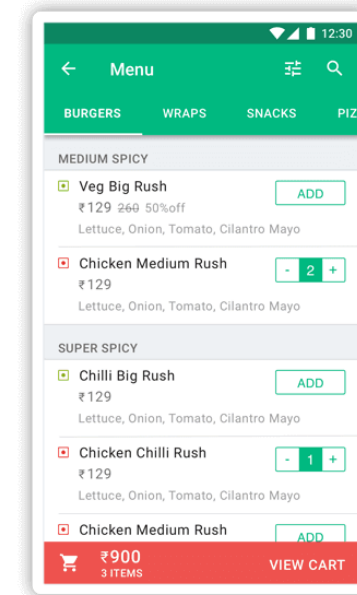 12:30
Menu
BURGERS WRAPS SNACKS PIZ
MEDIUM SPICY
Veg Big Rush ADD
₹129 260 50%off
Lettuce, Onion, Tomato, Cilantro Mayo
Chicken Medium Rush - 2 +
₹129
Lettuce, Onion, Tomato, Cilantro Mayo
SUPER SPICY
Chilli Big Rush ADD
₹129
Lettuce, Onion, Tomato, Cilantro Mayo
Chicken Chilli Rush - 1 +
₹129
Lettuce, Onion, Tomato, Cilantro Mayo
Chicken Medium Rush ADD
₹900
3 ITEMS VIEW CART